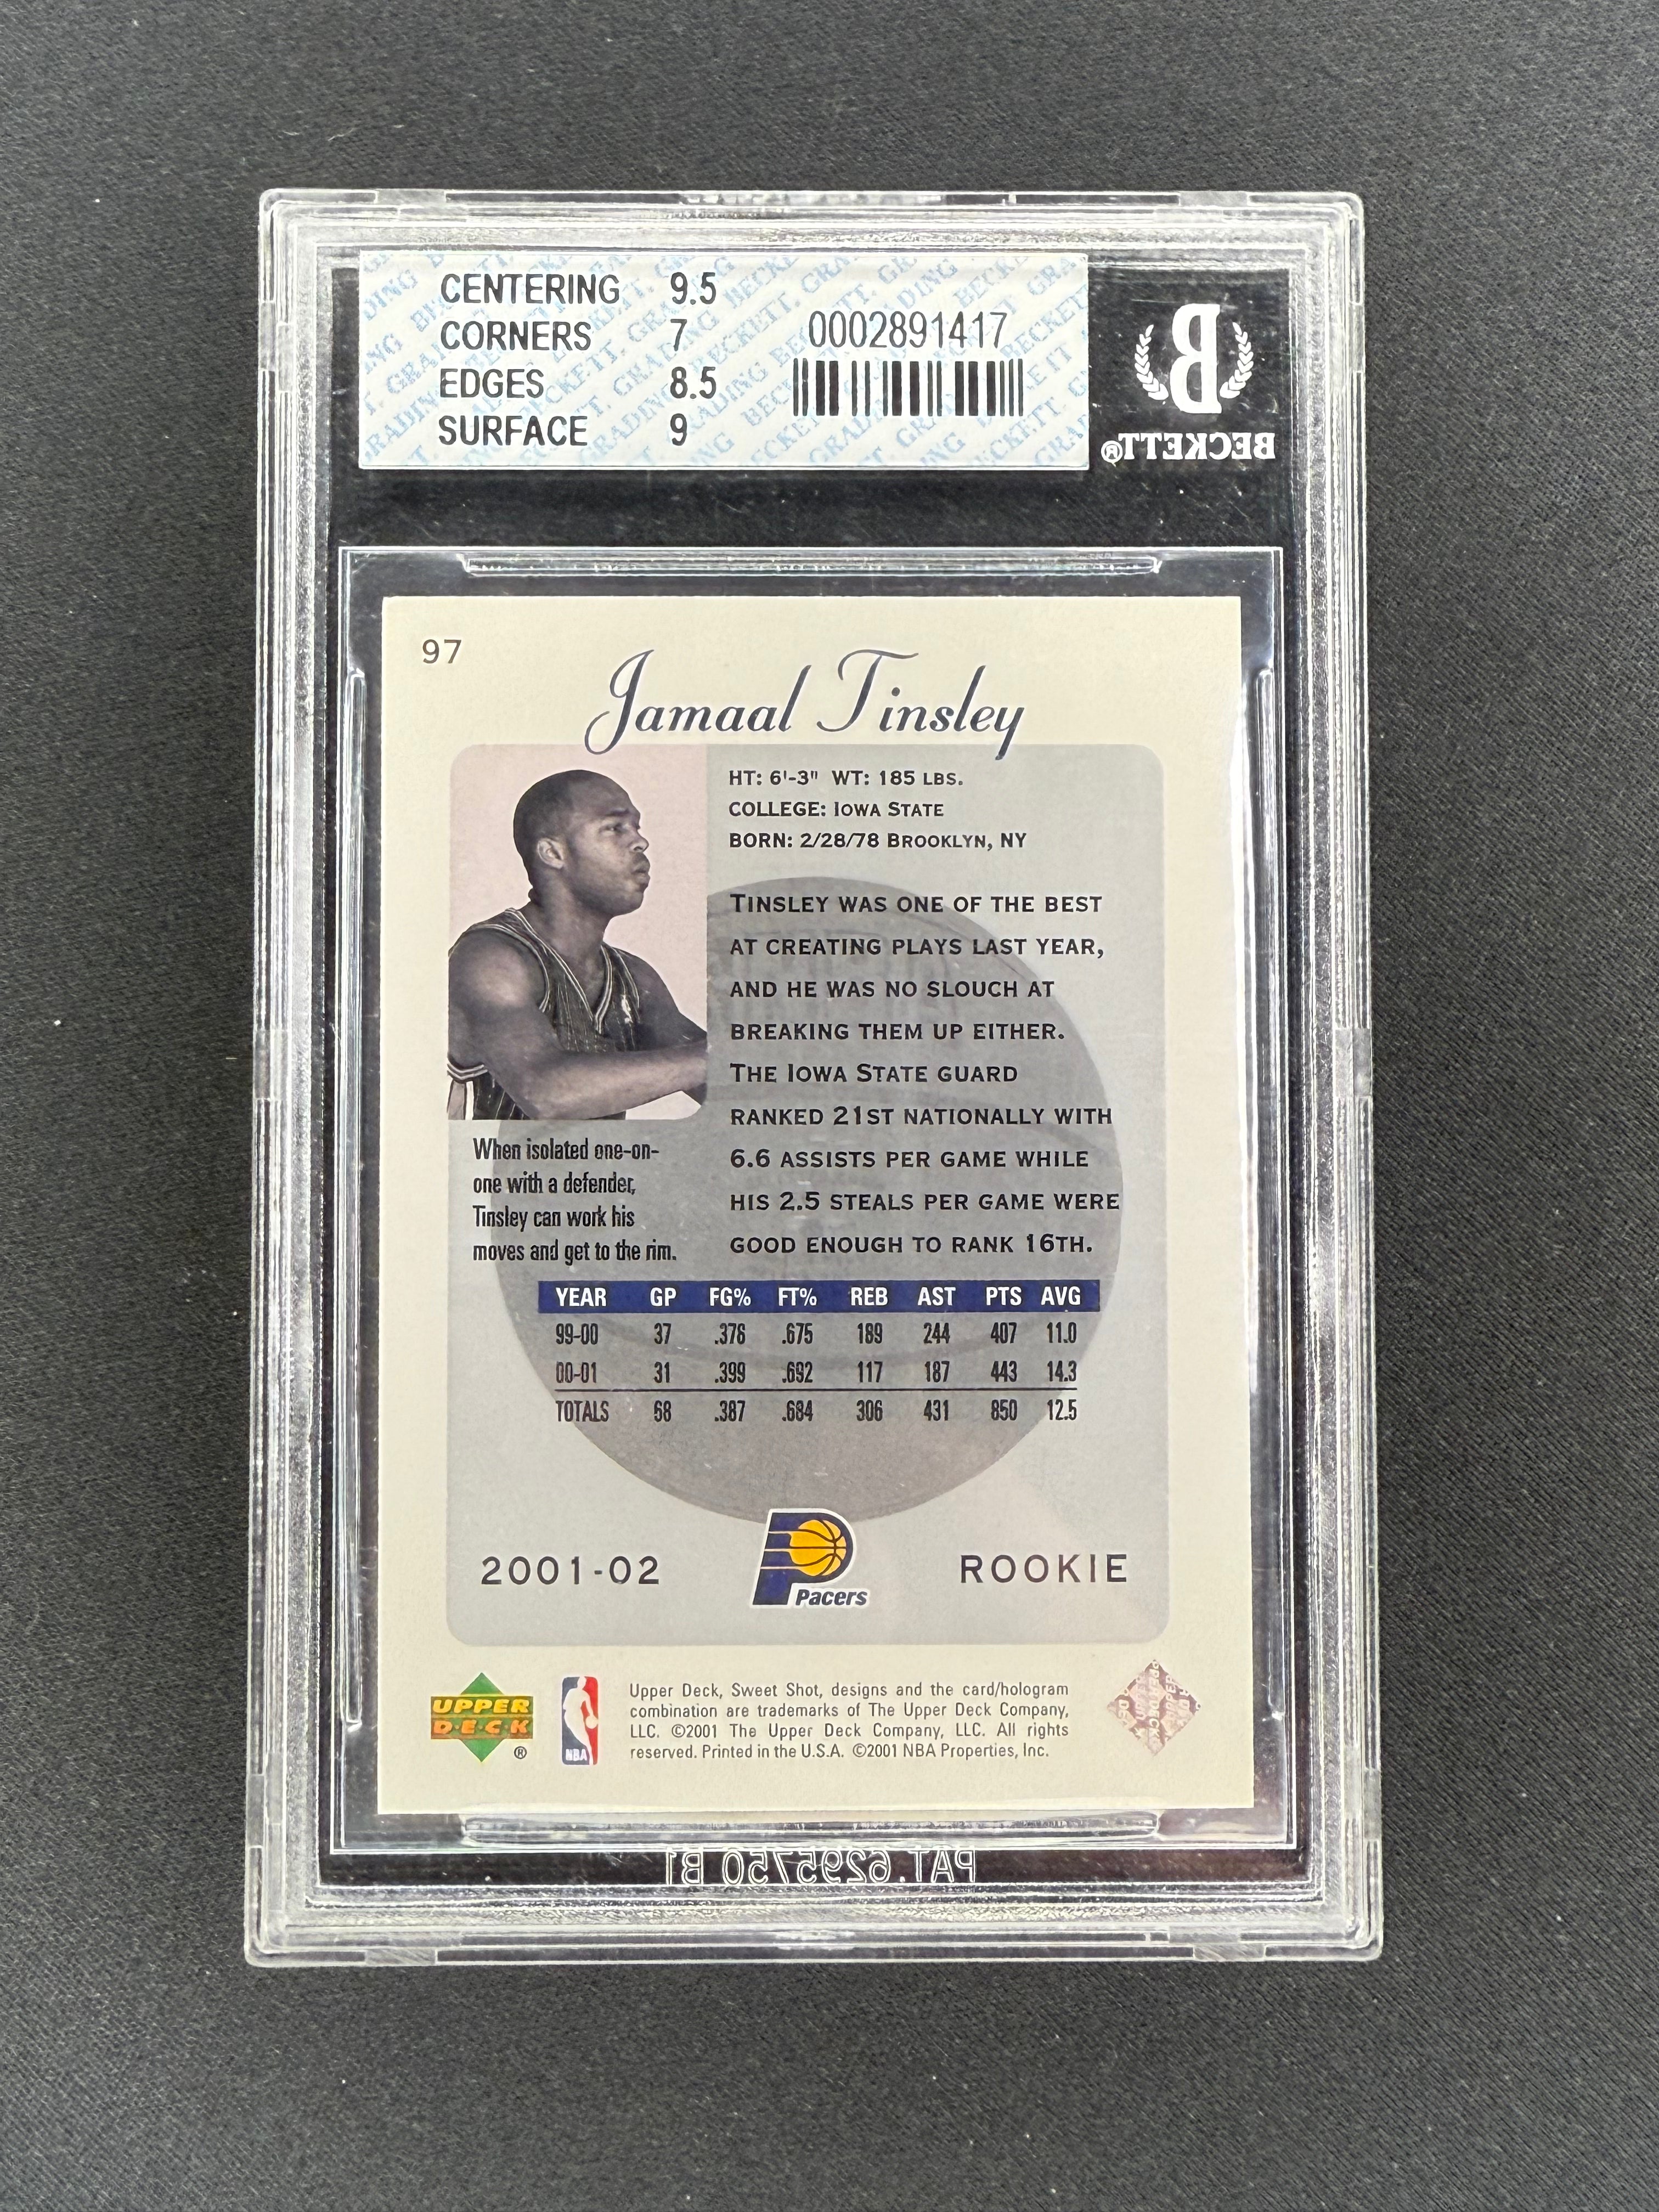 CENTERING 9.5
CORNERS 7
EDGES 8.5
SURFACE 9
0002891417
BECKETT®
97
Jamaal Tinsley
HT: 6'-3" WT: 185 LBS.
COLLEGE: IOWA STATE
BORN: 2/28/78 BROOKLYN, NY
TINSLEY WAS ONE OF THE BEST
AT CREATING PLAYS LAST YEAR,
AND HE WAS NO SLOUCH AT
BREAKING THEM UP EITHER.
THE IOWA STATE GUARD
RANKED 21ST NATIONALLY WITH
6.6 ASSISTS PER GAME WHILE
HIS 2.5 STEALS PER GAME WERE
GOOD ENOUGH TO RANK 16TH.
When isolated one-on-
one with a defender,
Tinsley can work his
moves and get to the rim.
YEAR GP FG% FT% REB AST PTS AVG
99-00 37 .376 .675 189 244 407 11.0
00-01 31 .399 .692 117 187 443 14.3
TOTALS 68 .387 .684 306 431 850 12.5
2001-02
Pacers
ROOKIE
UPPER
DECK
®
NBA
Upper Deck, Sweet Shot, designs and the card/hologram
combination are trademarks of The Upper Deck Company,
LLC. ©2001 The Upper Deck Company, LLC. All rights
reserved. Printed in the U.S.A. ©2001 NBA Properties, Inc.
PAT. 6295750 B1